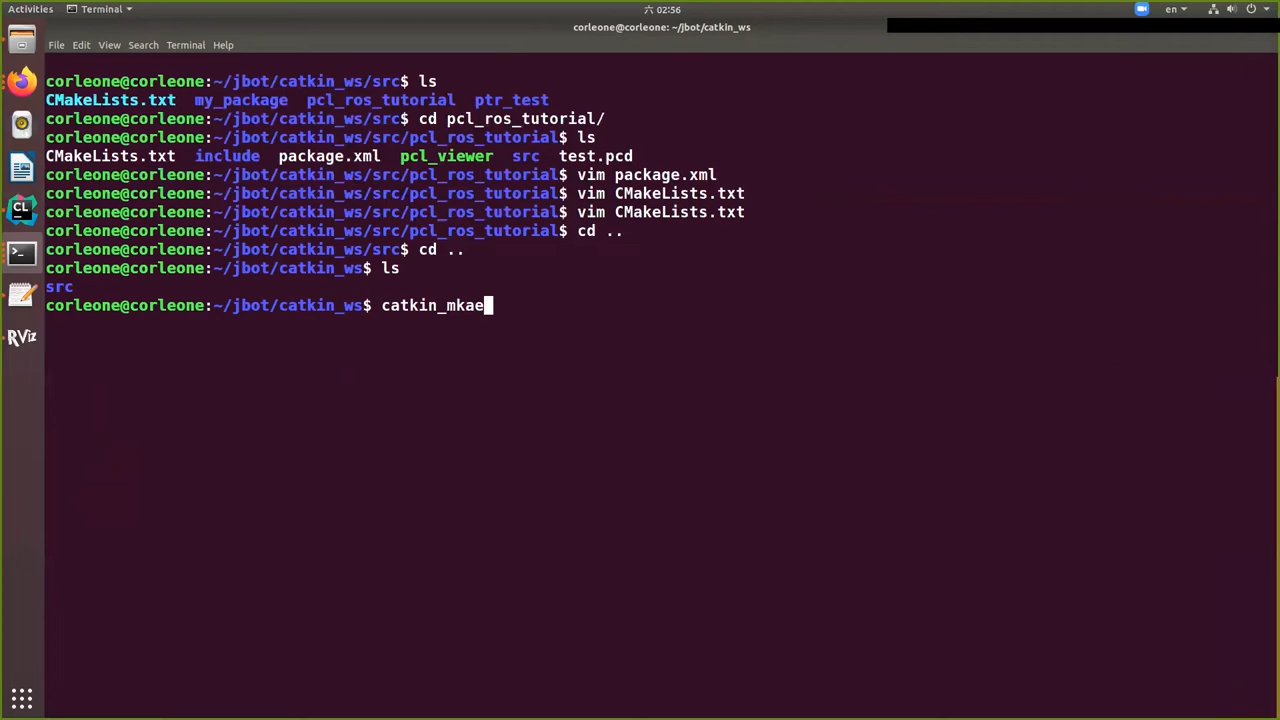 Activities Terminal 六 02:56 en
corleone@corleone: ~/jbot/catkin_ws
File Edit View Search Terminal Help
corleone@corleone:~/jbot/catkin_ws/src$ ls
CMakeLists.txt my_package pcl_ros_tutorial ptr_test
corleone@corleone:~/jbot/catkin_ws/src$ cd pcl_ros_tutorial/
corleone@corleone:~/jbot/catkin_ws/src/pcl_ros_tutorial$ ls
CMakeLists.txt include package.xml pcl_viewer src test.pcd
corleone@corleone:~/jbot/catkin_ws/src/pcl_ros_tutorial$ vim package.xml
corleone@corleone:~/jbot/catkin_ws/src/pcl_ros_tutorial$ vim CMakeLists.txt
corleone@corleone:~/jbot/catkin_ws/src/pcl_ros_tutorial$ vim CMakeLists.txt
corleone@corleone:~/jbot/catkin_ws/src/pcl_ros_tutorial$ cd ..
corleone@corleone:~/jbot/catkin_ws/src$ cd ..
corleone@corleone:~/jbot/catkin_ws$ ls
src
corleone@corleone:~/jbot/catkin_ws$ catkin_mkae
CL
>_
RViz